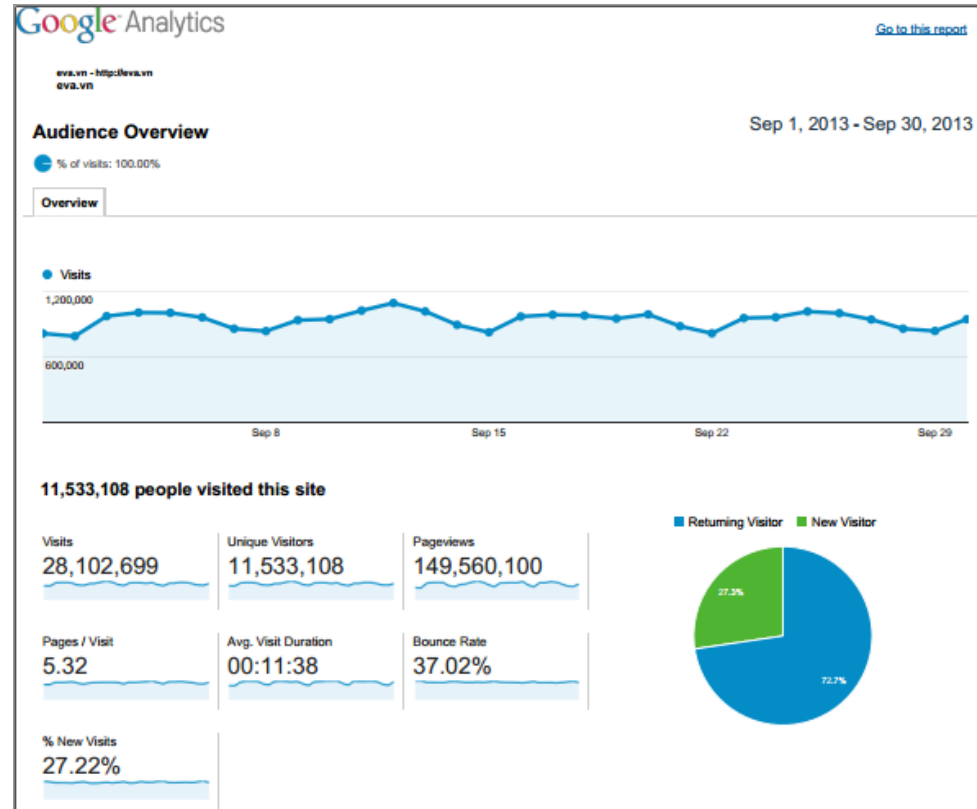 Google Analytics
Go to this report
eva.vn - http://eva.vn
eva.vn
Audience Overview
Sep 1, 2013 - Sep 30, 2013
% of visits: 100.00%
Overview
Visits
1,200,000
600,000
Sep 8
Sep 15
Sep 22
Sep 29
11,533,108 people visited this site
Returning Visitor
New Visitor
Visits
28,102,699
Unique Visitors
11,533,108
Pageviews
149,560,100
Pages / Visit
5.32
Avg. Visit Duration
00:11:38
Bounce Rate
37.02%
% New Visits
27.22%
27.3%
72.7%